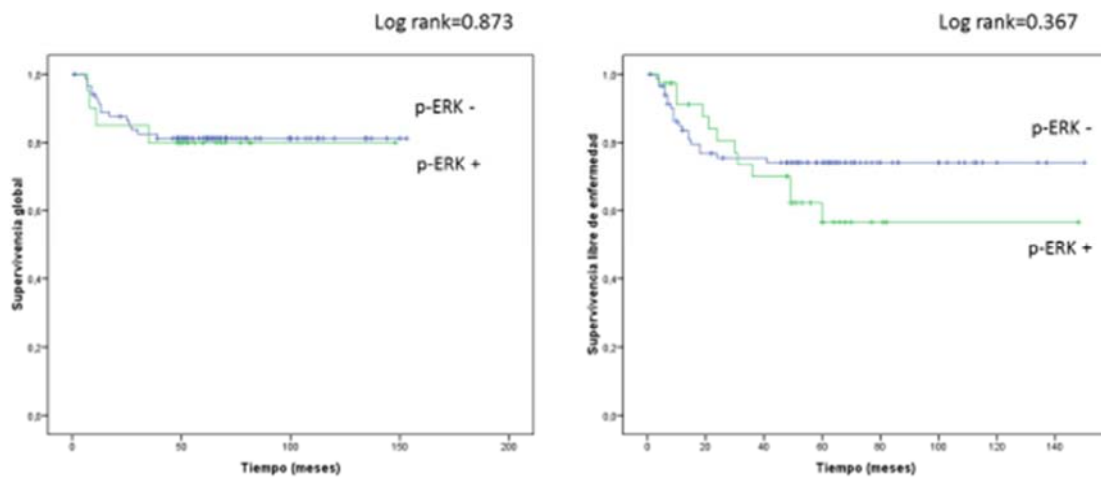 Log rank=0.873
Supervivencia global
1,0
0,8
0,6
0,4
0,2
0,0
p-ERK -
p-ERK +
0
50
100
150
200
Tiempo (meses)
Log rank=0.367
Supervivencia libre de enfermedad
1,0
0,8
0,6
0,4
0,2
0,0
p-ERK -
p-ERK +
0
20
40
60
80
100
120
140
Tiempo (meses)